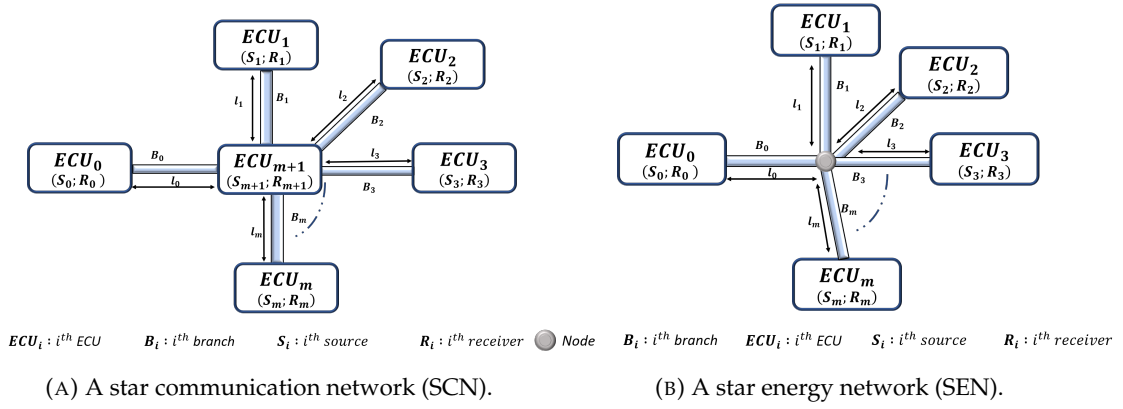 ECU₁
(S₁; R₁)
ECU₂
(S₂; R₂)
l₁
B₁
l₂
B₂
ECU₀
(S₀; R₀)
B₀
l₀
ECUₘ₊₁
(Sₘ₊₁; Rₘ₊₁)
l₃
B₃
ECU₃
(S₃; R₃)
lₘ
Bₘ
ECUₘ
(Sₘ; Rₘ)
ECUᵢ : iᵗʰ ECU Bᵢ : iᵗʰ branch Sᵢ : iᵗʰ source Rᵢ : iᵗʰ receiver
(A) A star communication network (SCN).
ECU₁
(S₁; R₁)
ECU₂
(S₂; R₂)
l₁
B₁
l₂
B₂
ECU₀
(S₀; R₀)
B₀
l₀
l₃
B₃
ECU₃
(S₃; R₃)
lₘ
Bₘ
ECUₘ
(Sₘ; Rₘ)
Node Bᵢ : iᵗʰ branch ECUᵢ : iᵗʰ ECU Sᵢ : iᵗʰ source Rᵢ : iᵗʰ receiver
(B) A star energy network (SEN).